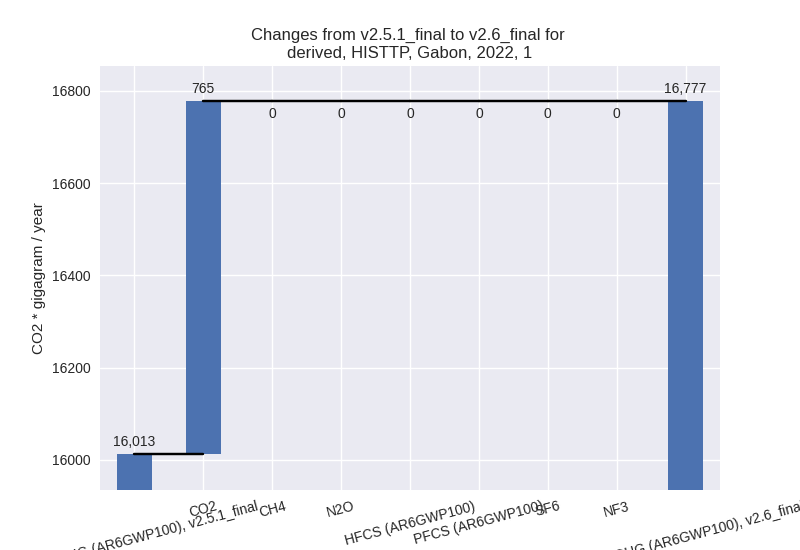 Changes from v2.5.1_final to v2.6_final for
derived, HISTTP, Gabon, 2022, 1
CO2 * gigagram / year
16800
16600
16400
16200
16000
16,013
765
0
0
0
0
0
0
16,777
(AR6GWP100), v2.5.1_final
CO2
CH4
N2O
HFCS (AR6GWP100)
PFCS (AR6GWP100)
SF6
NF3
(AR6GWP100), v2.6_final